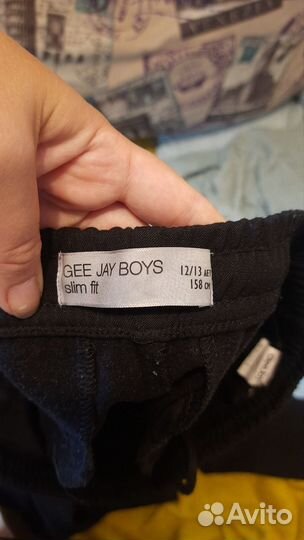 GEE JAY BOYS
slim fit
12/13 ЛЕТ
158 СМ
Avito